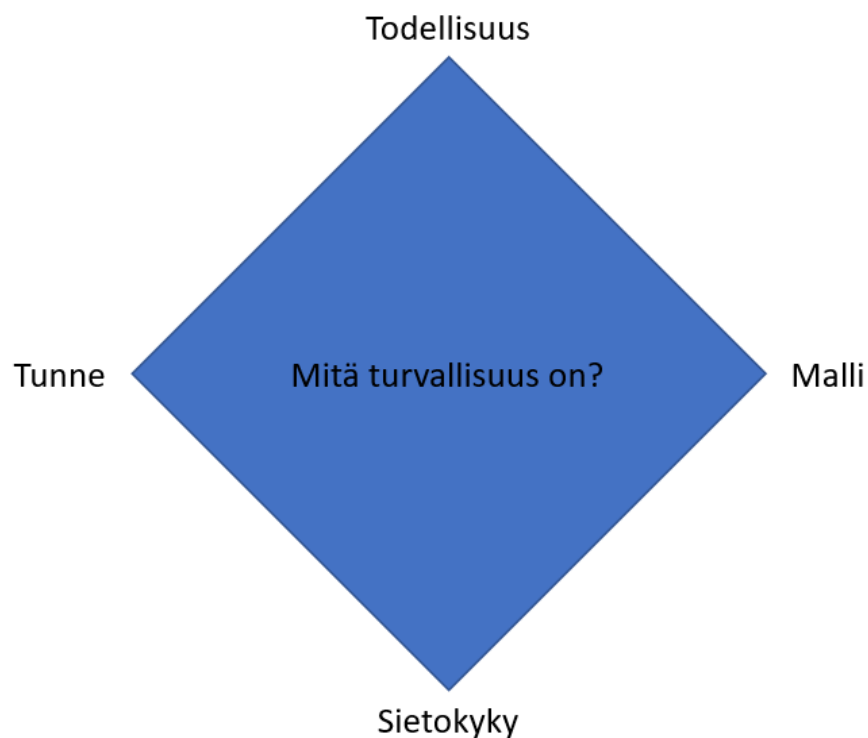 Todellisuus
Tunne
Mitä turvallisuus on?
Malli
Sietokyky